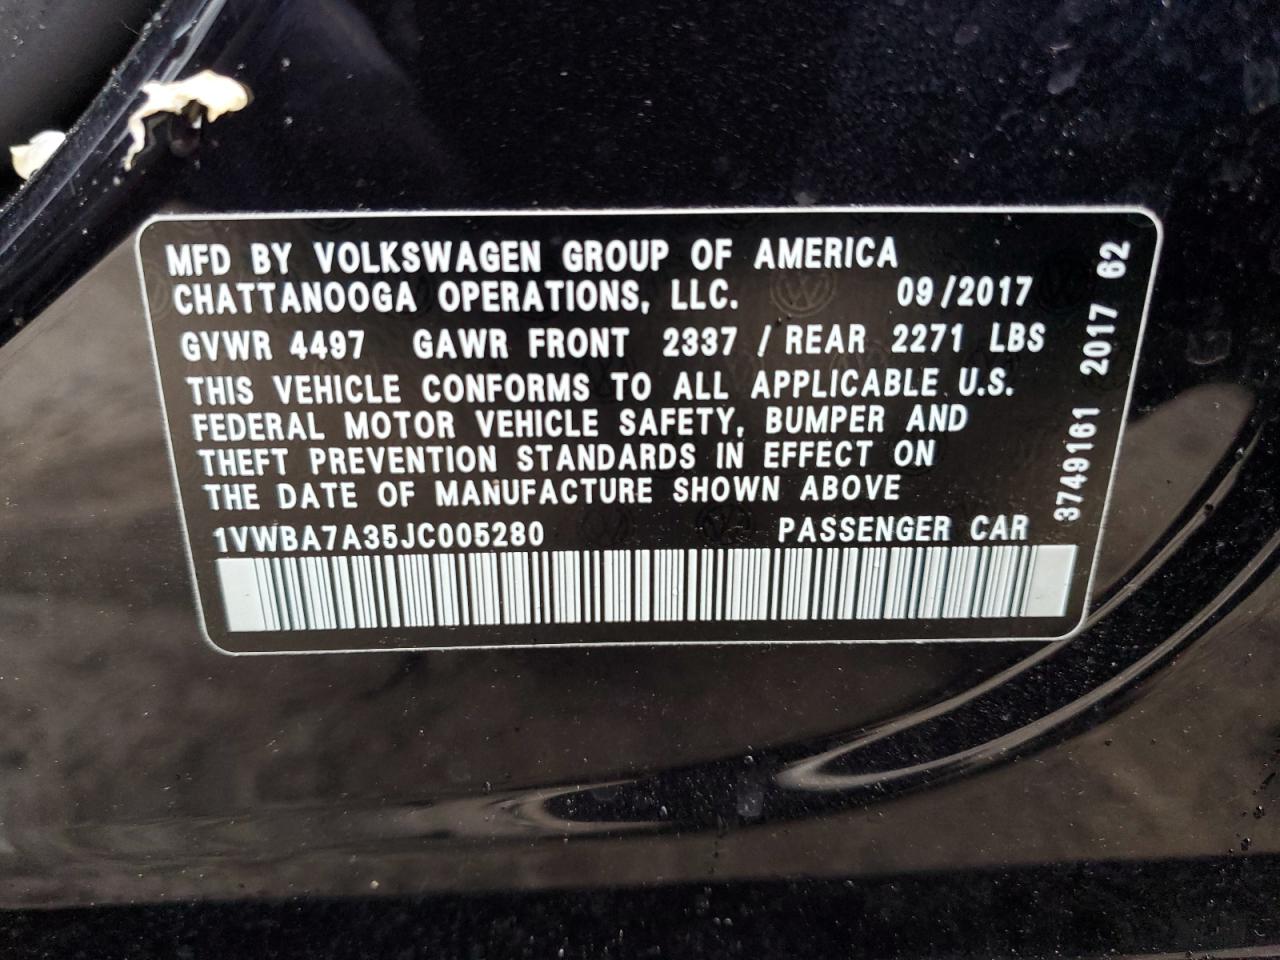 MFD BY VOLKSWAGEN GROUP OF AMERICA
CHATTANOOGA OPERATIONS, LLC. 09/2017
GVWR 4497 GAWR FRONT 2337 / REAR 2271 LBS
THIS VEHICLE CONFORMS TO ALL APPLICABLE U.S.
FEDERAL MOTOR VEHICLE SAFETY, BUMPER AND
THEFT PREVENTION STANDARDS IN EFFECT ON
THE DATE OF MANUFACTURE SHOWN ABOVE
1VWBA7A35JC005280 PASSENGER CAR
3749161 2017 62